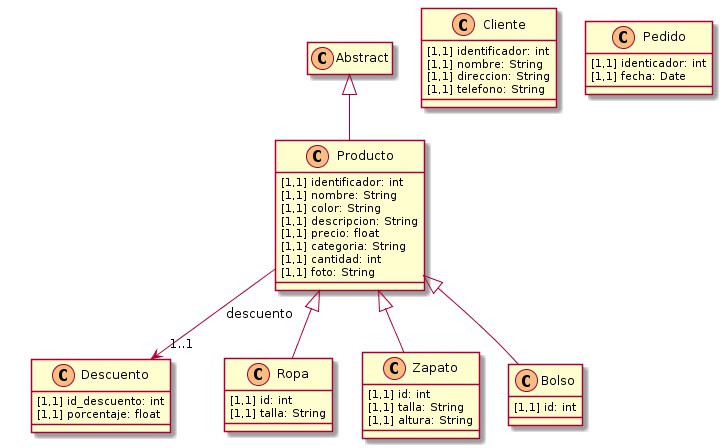 C Abstract
C Cliente
[1,1] identificador: int
[1,1] nombre: String
[1,1] direccion: String
[1,1] telefono: String
C Pedido
[1,1] identicador: int
[1,1] fecha: Date
C Producto
[1,1] identificador: int
[1,1] nombre: String
[1,1] color: String
[1,1] descripcion: String
[1,1] precio: float
[1,1] categoria: String
[1,1] cantidad: int
[1,1] foto: String
descuento
1..1
C Descuento
[1,1] id_descuento: int
[1,1] porcentaje: float
C Ropa
[1,1] id: int
[1,1] talla: String
C Zapato
[1,1] id: int
[1,1] talla: String
[1,1] altura: String
C Bolso
[1,1] id: int